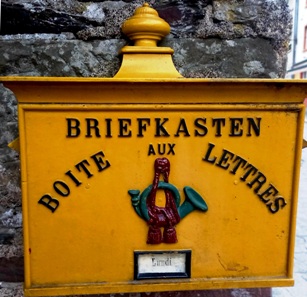 BRIEFKASTEN
BOITE AUX LETTRES
Lundi